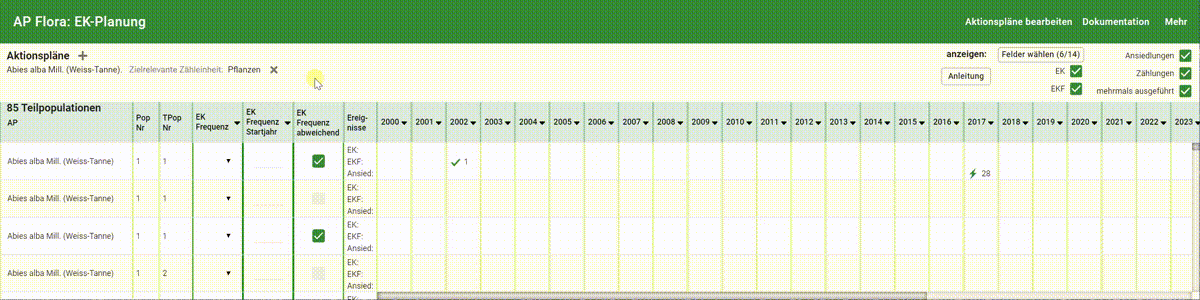 AP Flora: EK-Planung
Aktionspläne bearbeiten Dokumentation Mehr
Aktionspläne +
Abies alba Mill. (Weiss-Tanne). Zielrelevante Zähleinheit: Pflanzen
anzeigen: Felder wählen (6/14) Ansiedlungen
Anleitung EK Zählungen
EKF mehrmals ausgeführt
85 Teilpopulationen
AP Pop Nr TPop Nr EK Frequenz EK Frequenz Startjahr EK Frequenz abweichend Ereig-nisse 2000 2001 2002 2003 2004 2005 2006 2007 2008 2009 2010 2011 2012 2013 2014 2015 2016 2017 2018 2019 2020 2021 2022 2023
Abies alba Mill. (Weiss-Tanne) 1 1 EK:
EKF: 1
Ansied: 28
Abies alba Mill. (Weiss-Tanne) 1 1 EK:
EKF:
Ansied:
Abies alba Mill. (Weiss-Tanne) 1 1 EK:
EKF:
Ansied:
Abies alba Mill. (Weiss-Tanne) 1 2 EK:
EKF:
Ansied:
EK: